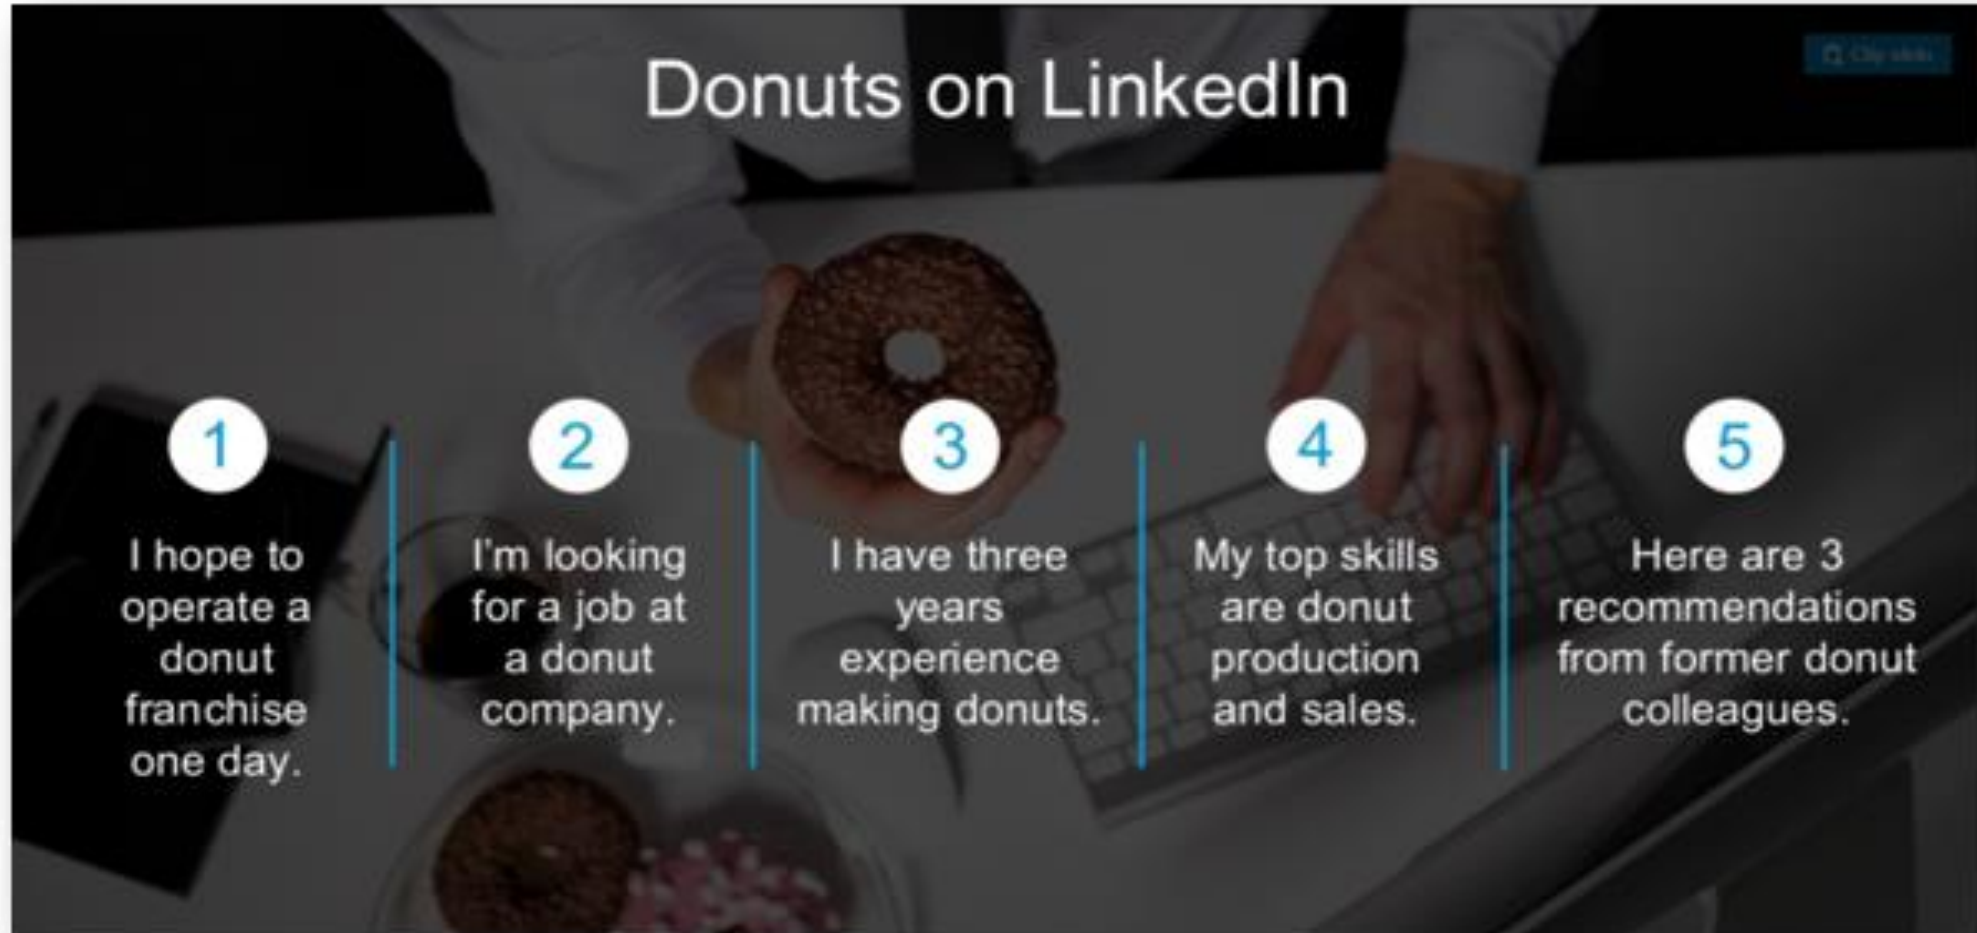 Donuts on LinkedIn
1
I hope to
operate a
donut
franchise
one day.
2
I'm looking
for a job at
a donut
company.
3
I have three
years
experience
making donuts.
4
My top skills
are donut
production
and sales.
5
Here are 3
recommendations
from former donut
colleagues.